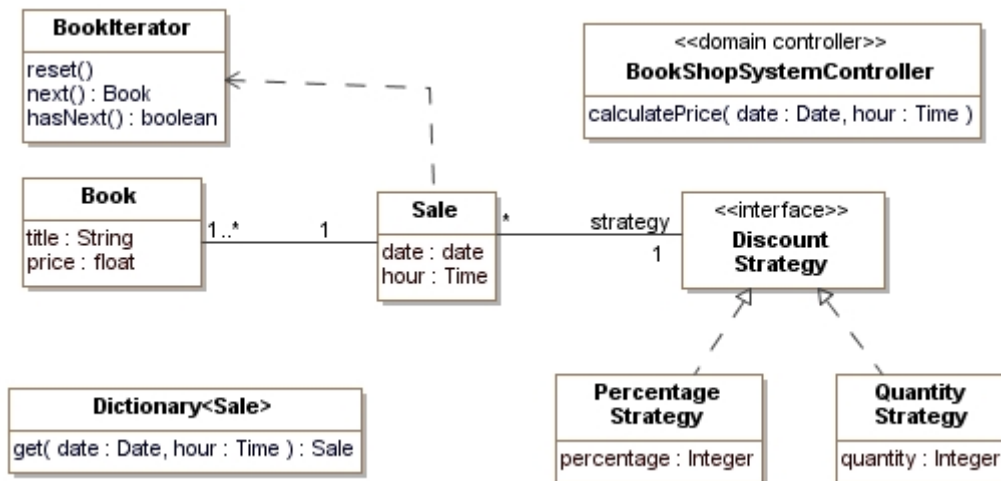 BookIterator
reset()
next() : Book
hasNext() : boolean
<<domain controller>>
BookShopSystemController
calculatePrice( date : Date, hour : Time )
Book
title : String
price : float
1..*
1
Sale
date : date
hour : Time
*
strategy
1
<<interface>>
Discount
Strategy
Dictionary<Sale>
get( date : Date, hour : Time ) : Sale
Percentage
Strategy
percentage : Integer
Quantity
Strategy
quantity : Integer